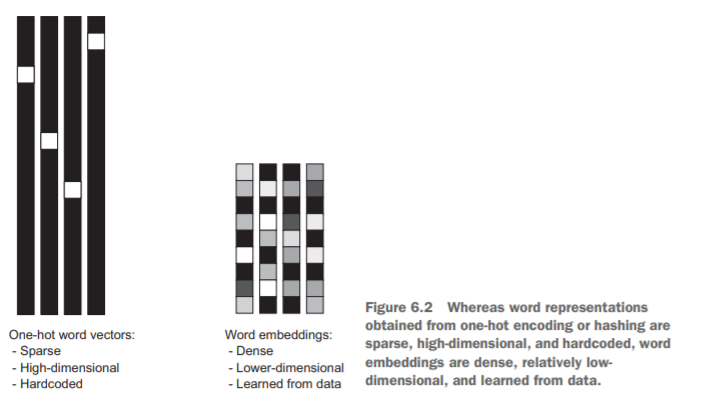 One-hot word vectors:
- Sparse
- High-dimensional
- Hardcoded
Word embeddings:
- Dense
- Lower-dimensional
- Learned from data
Figure 6.2 Whereas word representations
obtained from one-hot encoding or hashing are
sparse, high-dimensional, and hardcoded, word
embeddings are dense, relatively low-
dimensional, and learned from data.